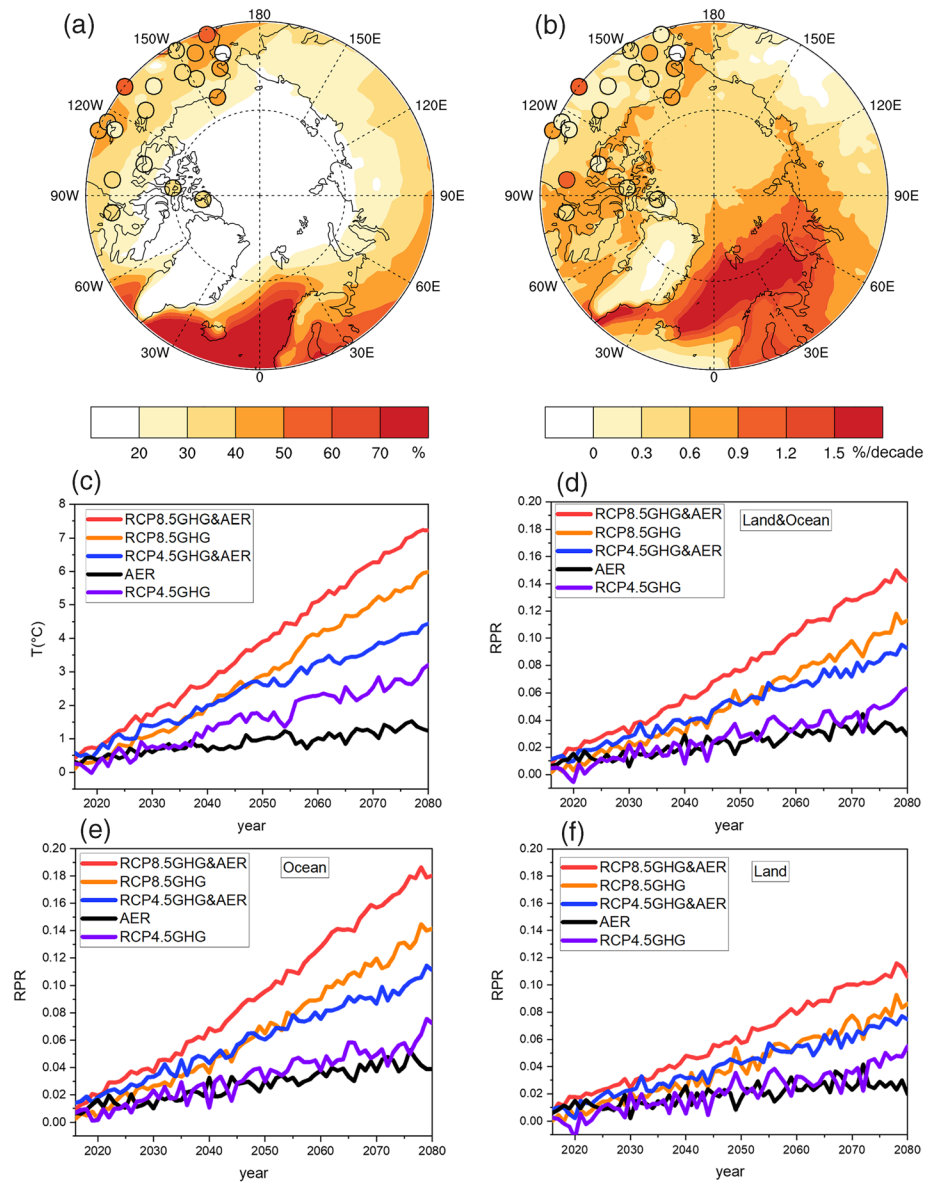 (a)
(b)
180
150W
150E
120W
120E
90W
90E
60W
60E
30W
30E
0
180
150W
150E
120W
120E
90W
90E
60W
60E
30W
30E
0
20 30 40 50 60 70 %
0 0.3 0.6 0.9 1.2 1.5 %/decade
(c)
8
7
6
5
4
3
2
1
0
T(°C)
RCP8.5GHG&AER
RCP8.5GHG
RCP4.5GHG&AER
AER
RCP4.5GHG
2020 2030 2040 2050 2060 2070 2080
year
(d)
0.20
0.18
0.16
0.14
0.12
0.10
0.08
0.06
0.04
0.02
0.00
RPR
RCP8.5GHG&AER
RCP8.5GHG
RCP4.5GHG&AER
AER
RCP4.5GHG
Land&Ocean
2020 2030 2040 2050 2060 2070 2080
year
(e)
0.20
0.18
0.16
0.14
0.12
0.10
0.08
0.06
0.04
0.02
0.00
RPR
RCP8.5GHG&AER
RCP8.5GHG
RCP4.5GHG&AER
AER
RCP4.5GHG
Ocean
2020 2030 2040 2050 2060 2070 2080
year
(f)
0.20
0.18
0.16
0.14
0.12
0.10
0.08
0.06
0.04
0.02
0.00
RPR
RCP8.5GHG&AER
RCP8.5GHG
RCP4.5GHG&AER
AER
RCP4.5GHG
Land
2020 2030 2040 2050 2060 2070 2080
year